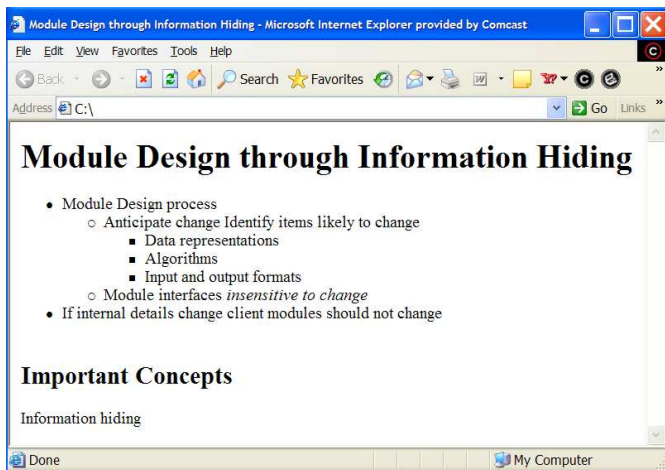 Module Design through Information Hiding - Microsoft Internet Explorer provided by Comcast
File Edit View Favorites Tools Help
Back Search Favorites
Address C:\ Go Links »
Module Design through Information Hiding
• Module Design process
○ Anticipate change Identify items likely to change
▪ Data representations
▪ Algorithms
▪ Input and output formats
○ Module interfaces insensitive to change
• If internal details change client modules should not change
Important Concepts
Information hiding
Done My Computer